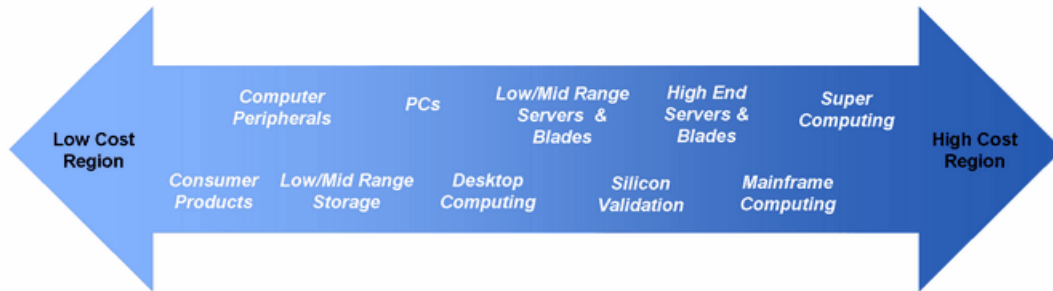 Low Cost
Region
Computer
Peripherals
PCs
Low/Mid Range
Servers &
Blades
High End
Servers &
Blades
Super
Computing
Consumer
Products
Low/Mid Range
Storage
Desktop
Computing
Silicon
Validation
Mainframe
Computing
High Cost
Region